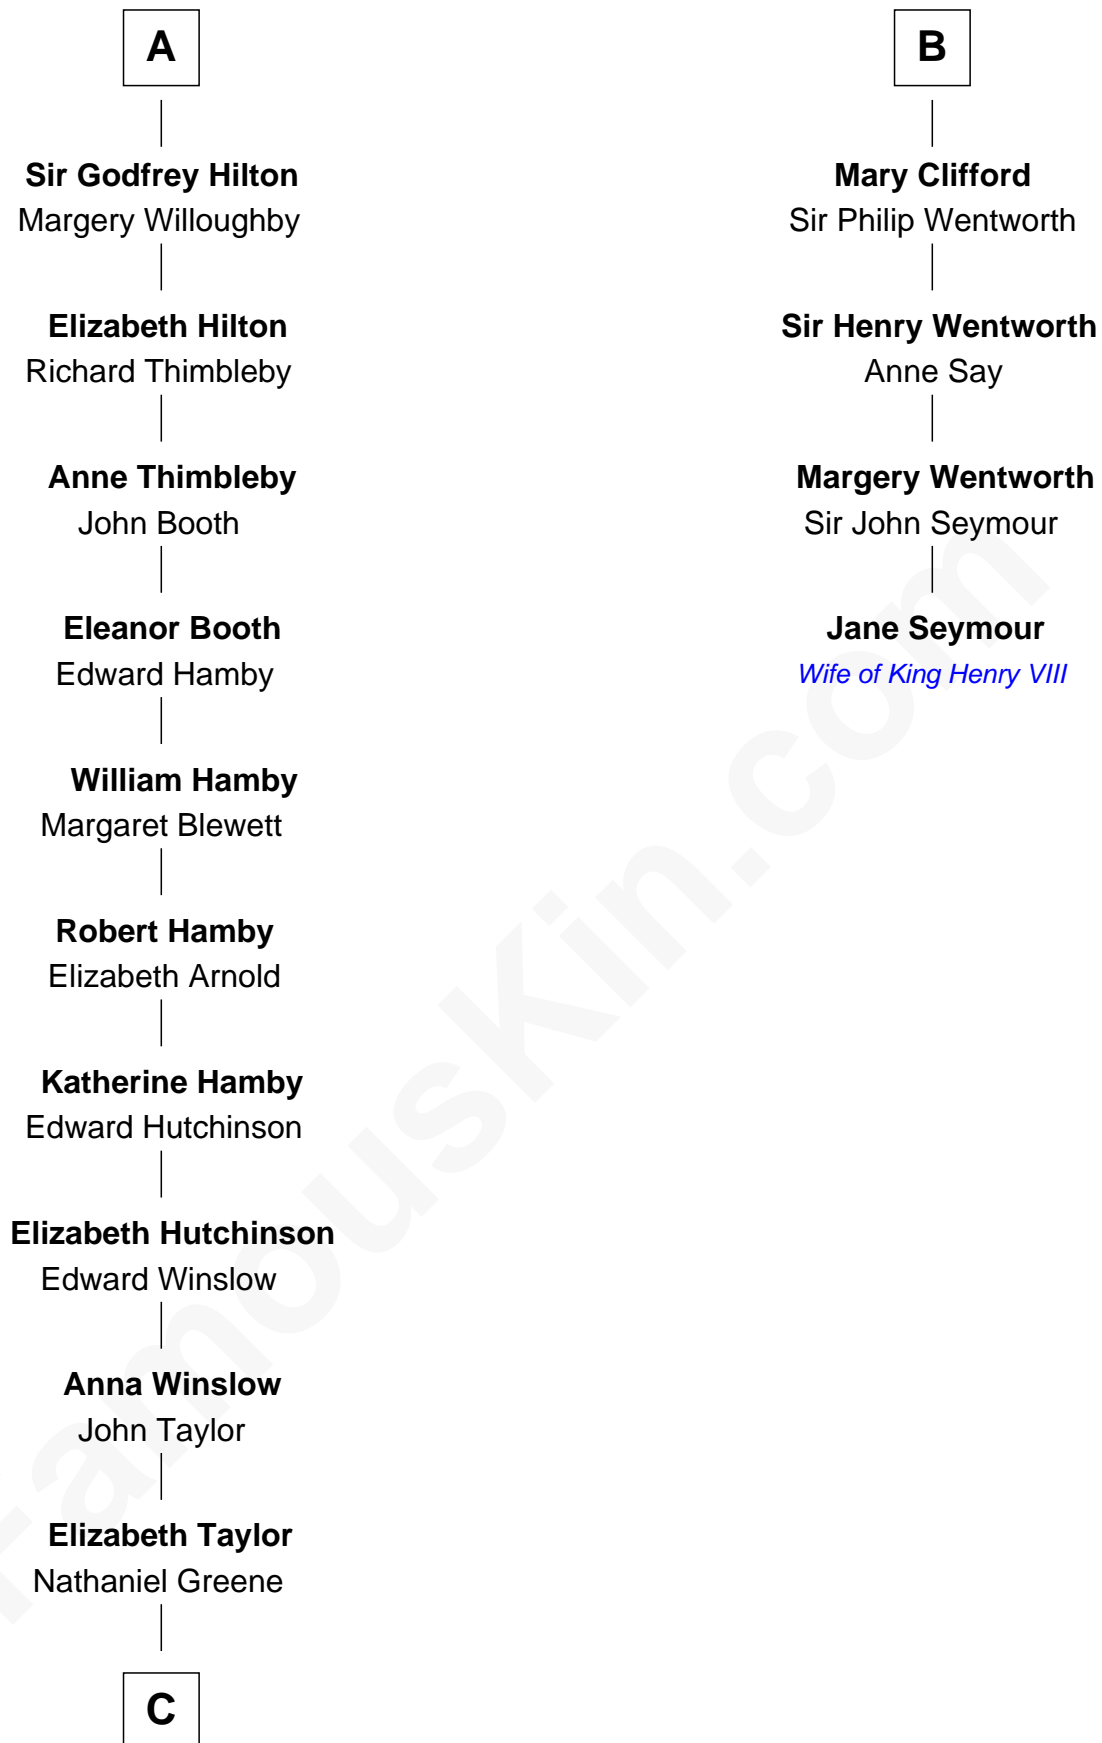 A
Sir Godfrey Hilton
Margery Willoughby
Elizabeth Hilton
Richard Thimbleby
Anne Thimbleby
John Booth
Eleanor Booth
Edward Hamby
William Hamby
Margaret Blewett
Robert Hamby
Elizabeth Arnold
Katherine Hamby
Edward Hutchinson
Elizabeth Hutchinson
Edward Winslow
Anna Winslow
John Taylor
Elizabeth Taylor
Nathaniel Greene
C
B
Mary Clifford
Sir Philip Wentworth
Sir Henry Wentworth
Anne Say
Margery Wentworth
Sir John Seymour
Jane Seymour
Wife of King Henry VIII
FamousKin.com